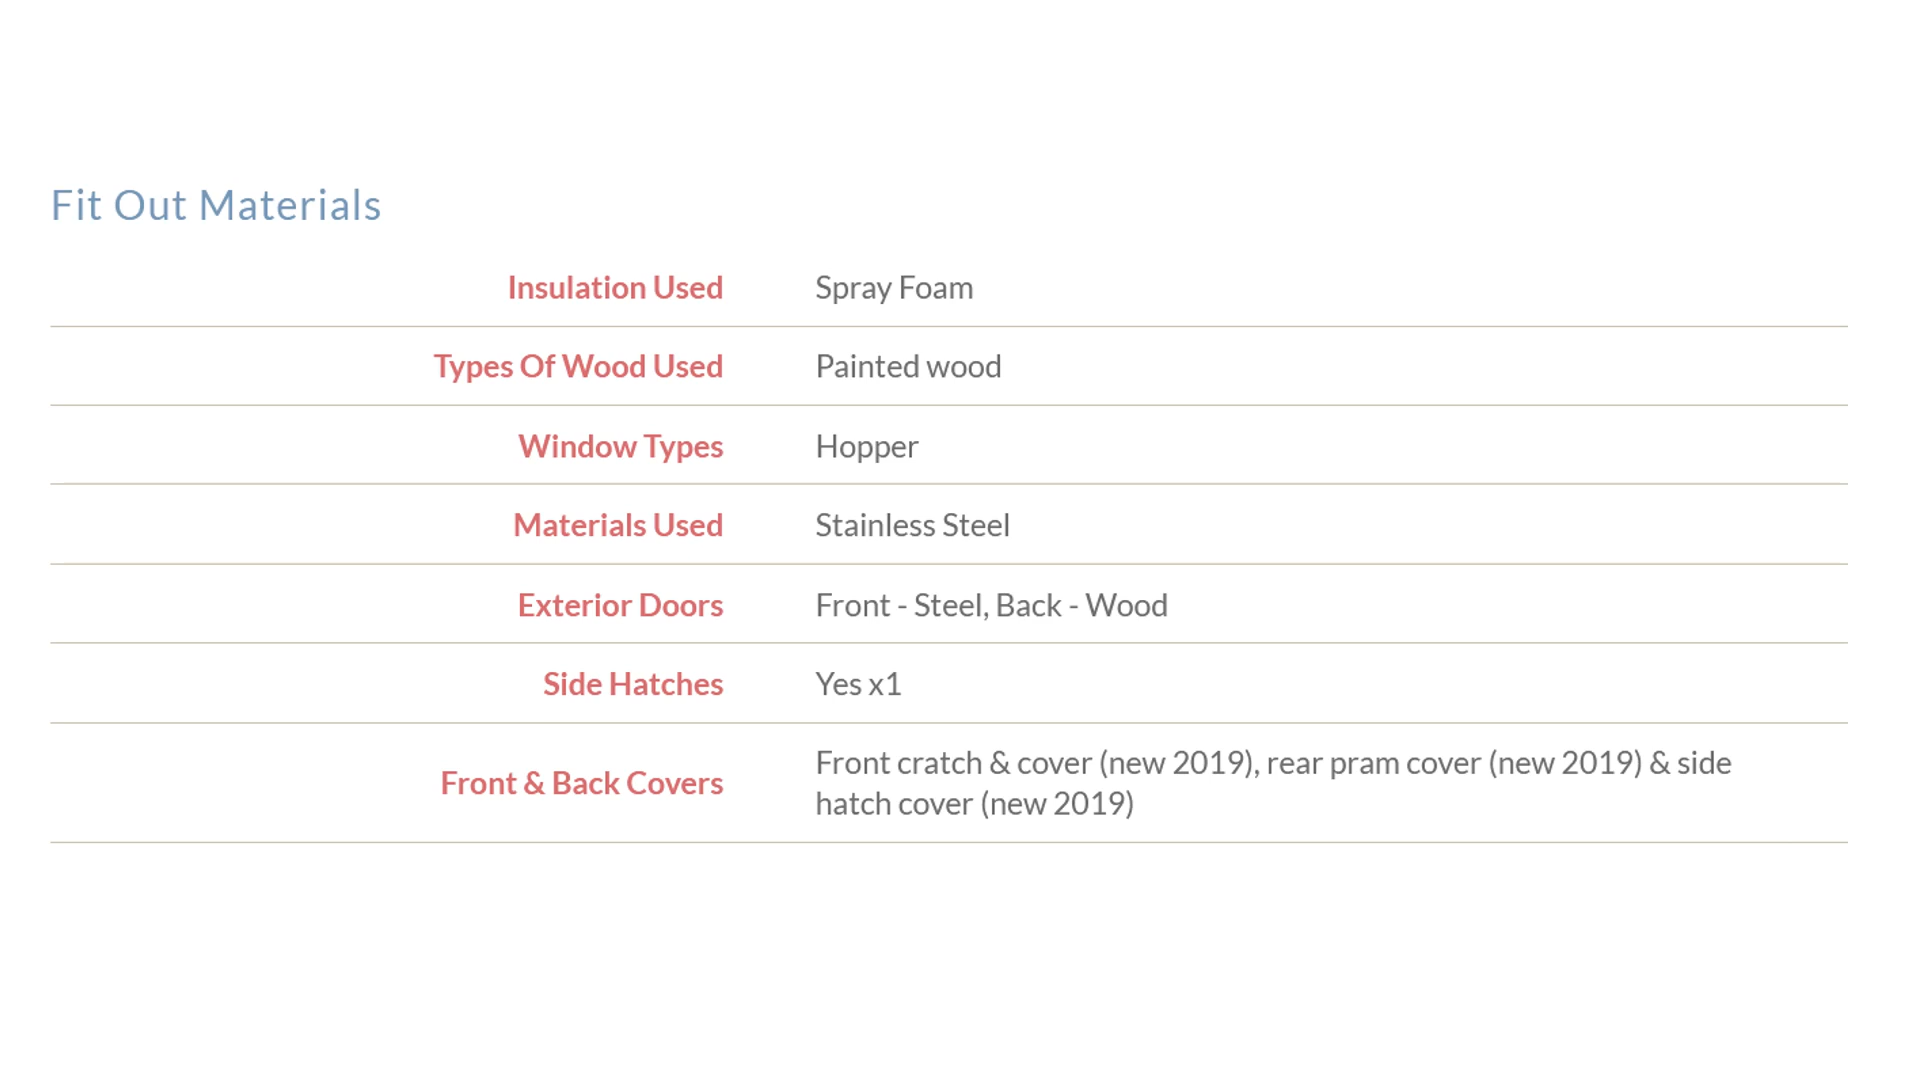 Fit Out Materials
Insulation Used Spray Foam
Types Of Wood Used Painted wood
Window Types Hopper
Materials Used Stainless Steel
Exterior Doors Front - Steel, Back - Wood
Side Hatches Yes x1
Front & Back Covers Front cratch & cover (new 2019), rear pram cover (new 2019) & side
hatch cover (new 2019)